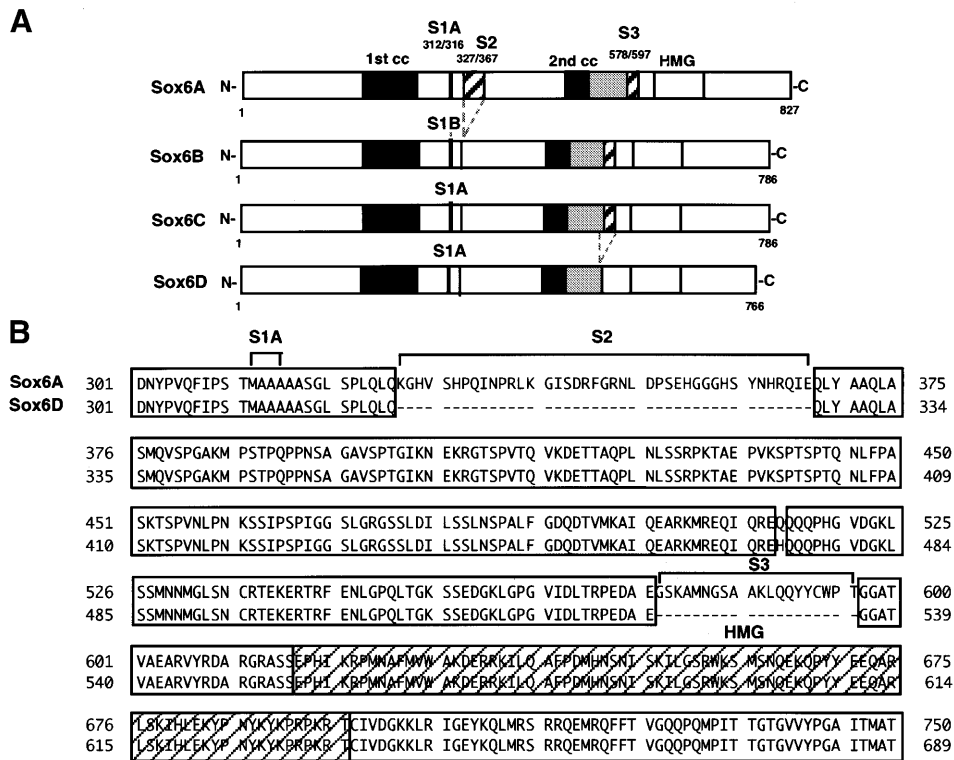 A
S1A S2 S3
312/316 327/367 578/597
1st cc 2nd cc HMG
Sox6A N- -C
1 827
S1B
Sox6B N- -C
1 786
S1A
Sox6C N- -C
1 786
S1A
Sox6D N- -C
1 766
B
S1A S2
Sox6A 301 DNYPVQFIPS TMAAAAASGL SPLQLQKGHV SHPQINPRLK GISDRFGRNL DPSEHGGGHS YNHRQIEQLY AAQLA 375
Sox6D 301 DNYPVQFIPS TMAAAAASGL SPLQLQ---- ---------- ---------- ---------- -------QLY AAQLA 334
376 SMQVSPGAKM PSTPQPPNSA GAVSPTGIKN EKRGTSPVTQ VKDETTAQPL NLSSRPKTAE PVKSPTSPTQ NLFPA 450
335 SMQVSPGAKM PSTPQPPNSA GAVSPTGIKN EKRGTSPVTQ VKDETTAQPL NLSSRPKTAE PVKSPTSPTQ NLFPA 409
451 SKTSPVNLPN KSSIPSPIGG SLGRGSSLDI LSSLNSPALF GDQDTVMKAI QEARKMREQI QREQQQQPHG VDGKL 525
410 SKTSPVNLPN KSSIPSPIGG SLGRGSSLDI LSSLNSPALF GDQDTVMKAI QEARKMREQI QREHQQQPHG VDGKL 484
S3
526 SSMNNMGLSN CRTEKERTRF ENLGPQLTGK SSEDGKLGPG VIDLTRPEDA EGSKAMNGSA AKLQQYYCWP TGGAT 600
485 SSMNNMGLSN CRTEKERTRF ENLGPQLTGK SSEDGKLGPG VIDLTRPEDA E--------- ---------- -GGAT 539
HMG
601 VAEARVYRDA RGRASSEPHI KRPMNAFMVW AKDERRKILQ AFPDMHNSNI SKILGSRWKS MSNQEKQPYY EEQAR 675
540 VAEARVYRDA RGRASSEPHI KRPMNAFMVW AKDERRKILQ AFPDMHNSNI SKILGSRWKS MSNQEKQPYY EEQAR 614
676 LSKIHLEKYP NYKYKPRPKR TCIVDGKKLR IGEYKQLMRS RRQEMRQFFT VGQQPQMPIT TGTGVVYPGA ITMAT 750
615 LSKIHLEKYP NYKYKPRPKR TCIVDGKKLR IGEYKQLMRS RRQEMRQFFT VGQQPQMPIT TGTGVVYPGA ITMAT 689